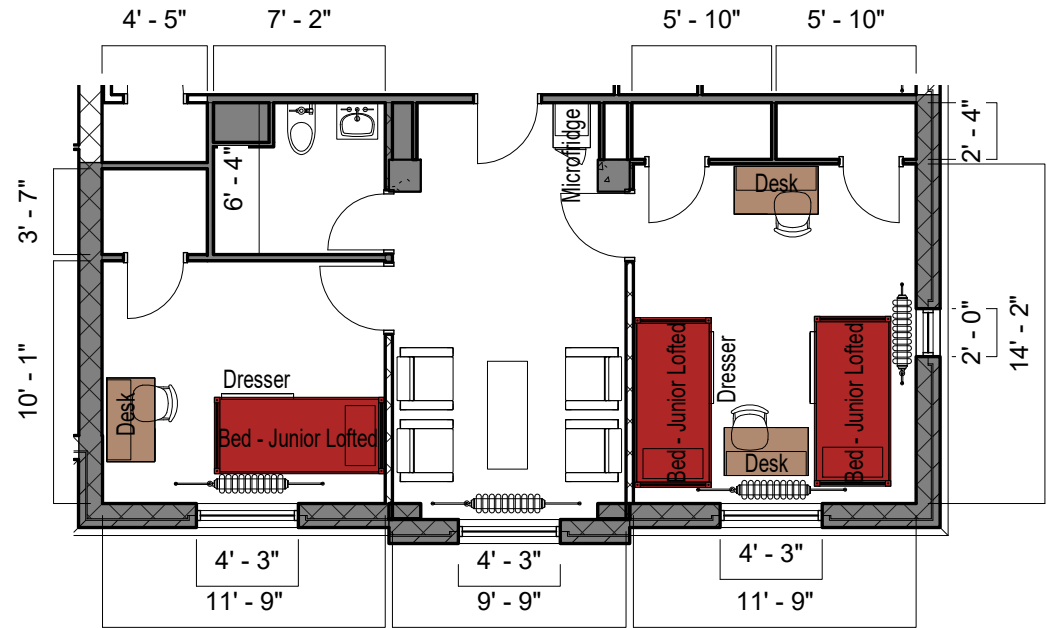 4' - 5"
7' - 2"
5' - 10"
5' - 10"
Microfridge
2' - 4"
6' - 4"
Desk
3' - 7"
2' - 0"
14' - 2"
10' - 1"
Dresser
Desk
Bed - Junior Lofted
Bed - Junior Lofted
Dresser
Bed - Junior Lofted
Desk
4' - 3"
4' - 3"
4' - 3"
11' - 9"
9' - 9"
11' - 9"